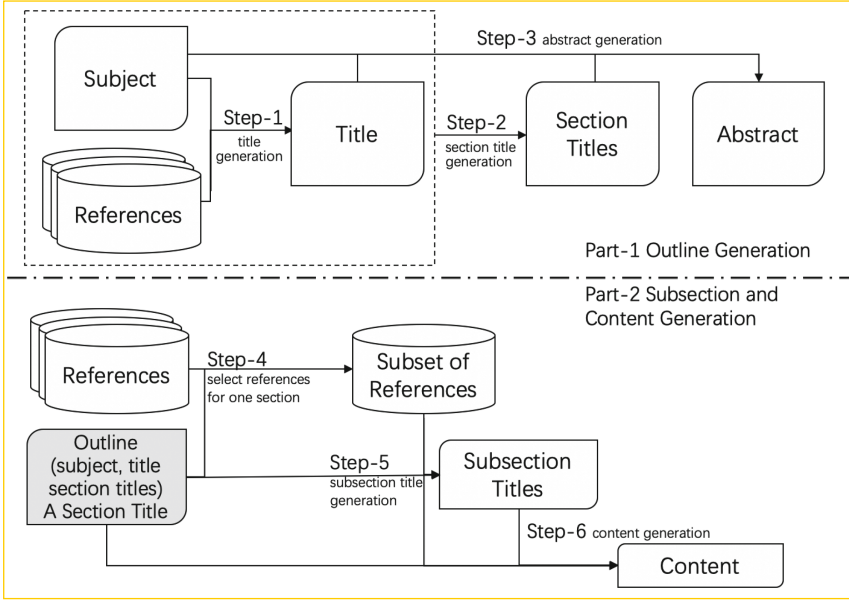 Step-3 abstract generation
Subject
Step-1
title
generation
Title
Step-2
section title
generation
Section
Titles
Abstract
References
Part-1 Outline Generation
Part-2 Subsection and
Content Generation
References
Step-4
select references
for one section
Subset of
References
Outline
(subject, title
section titles)
A Section Title
Step-5
subsection title
generation
Subsection
Titles
Step-6 content generation
Content